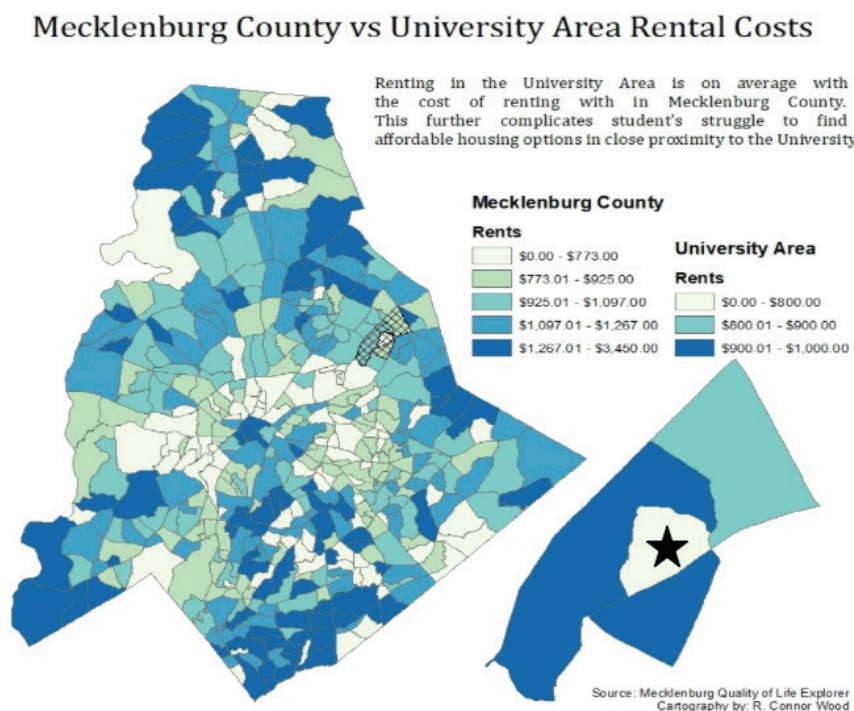 Mecklenburg County vs University Area Rental Costs
Renting in the University Area is on average with
the cost of renting with in Mecklenburg County.
This further complicates student's struggle to find
affordable housing options in close proximity to the University
Mecklenburg County
Rents
$0.00 - $773.00
$773.01 - $925.00
$925.01 - $1,097.00
$1,097.01 - $1,267.00
$1,267.01 - $3,450.00
University Area
Rents
$0.00 - $800.00
$800.01 - $900.00
$900.01 - $1,000.00
Source: Mecklenburg Quality of Life Explorer
Cartography by: R. Connor Wood